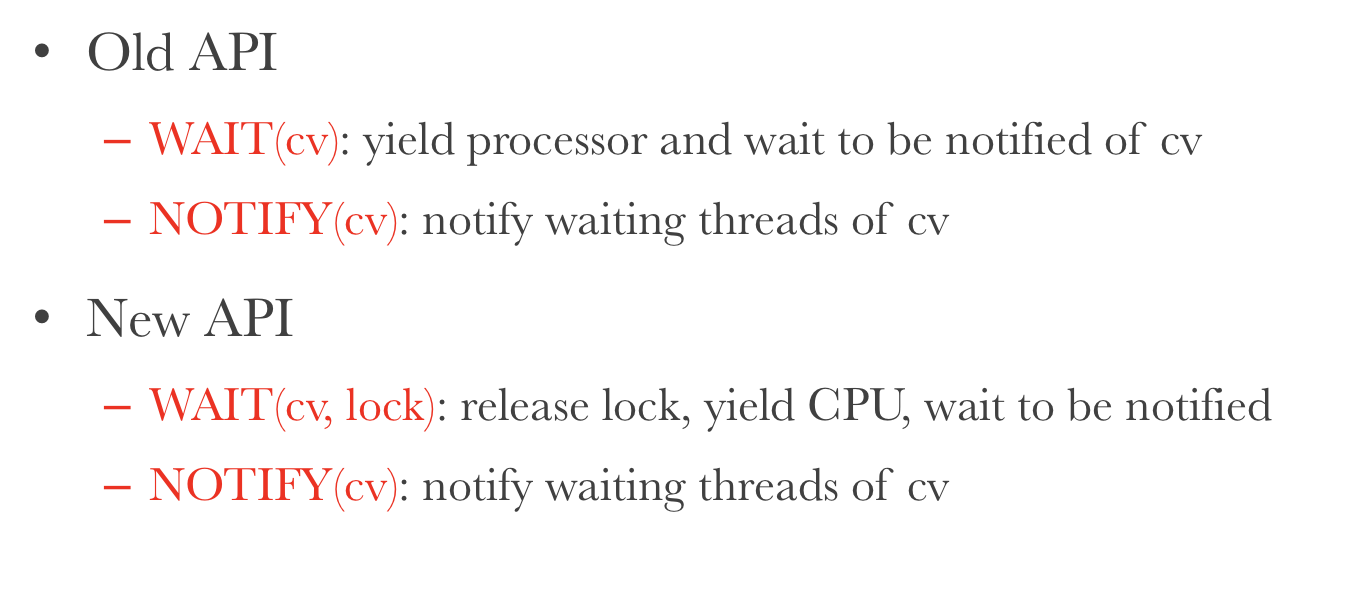 • Old API
– WAIT(cv): yield processor and wait to be notified of cv
– NOTIFY(cv): notify waiting threads of cv
• New API
– WAIT(cv, lock): release lock, yield CPU, wait to be notified
– NOTIFY(cv): notify waiting threads of cv